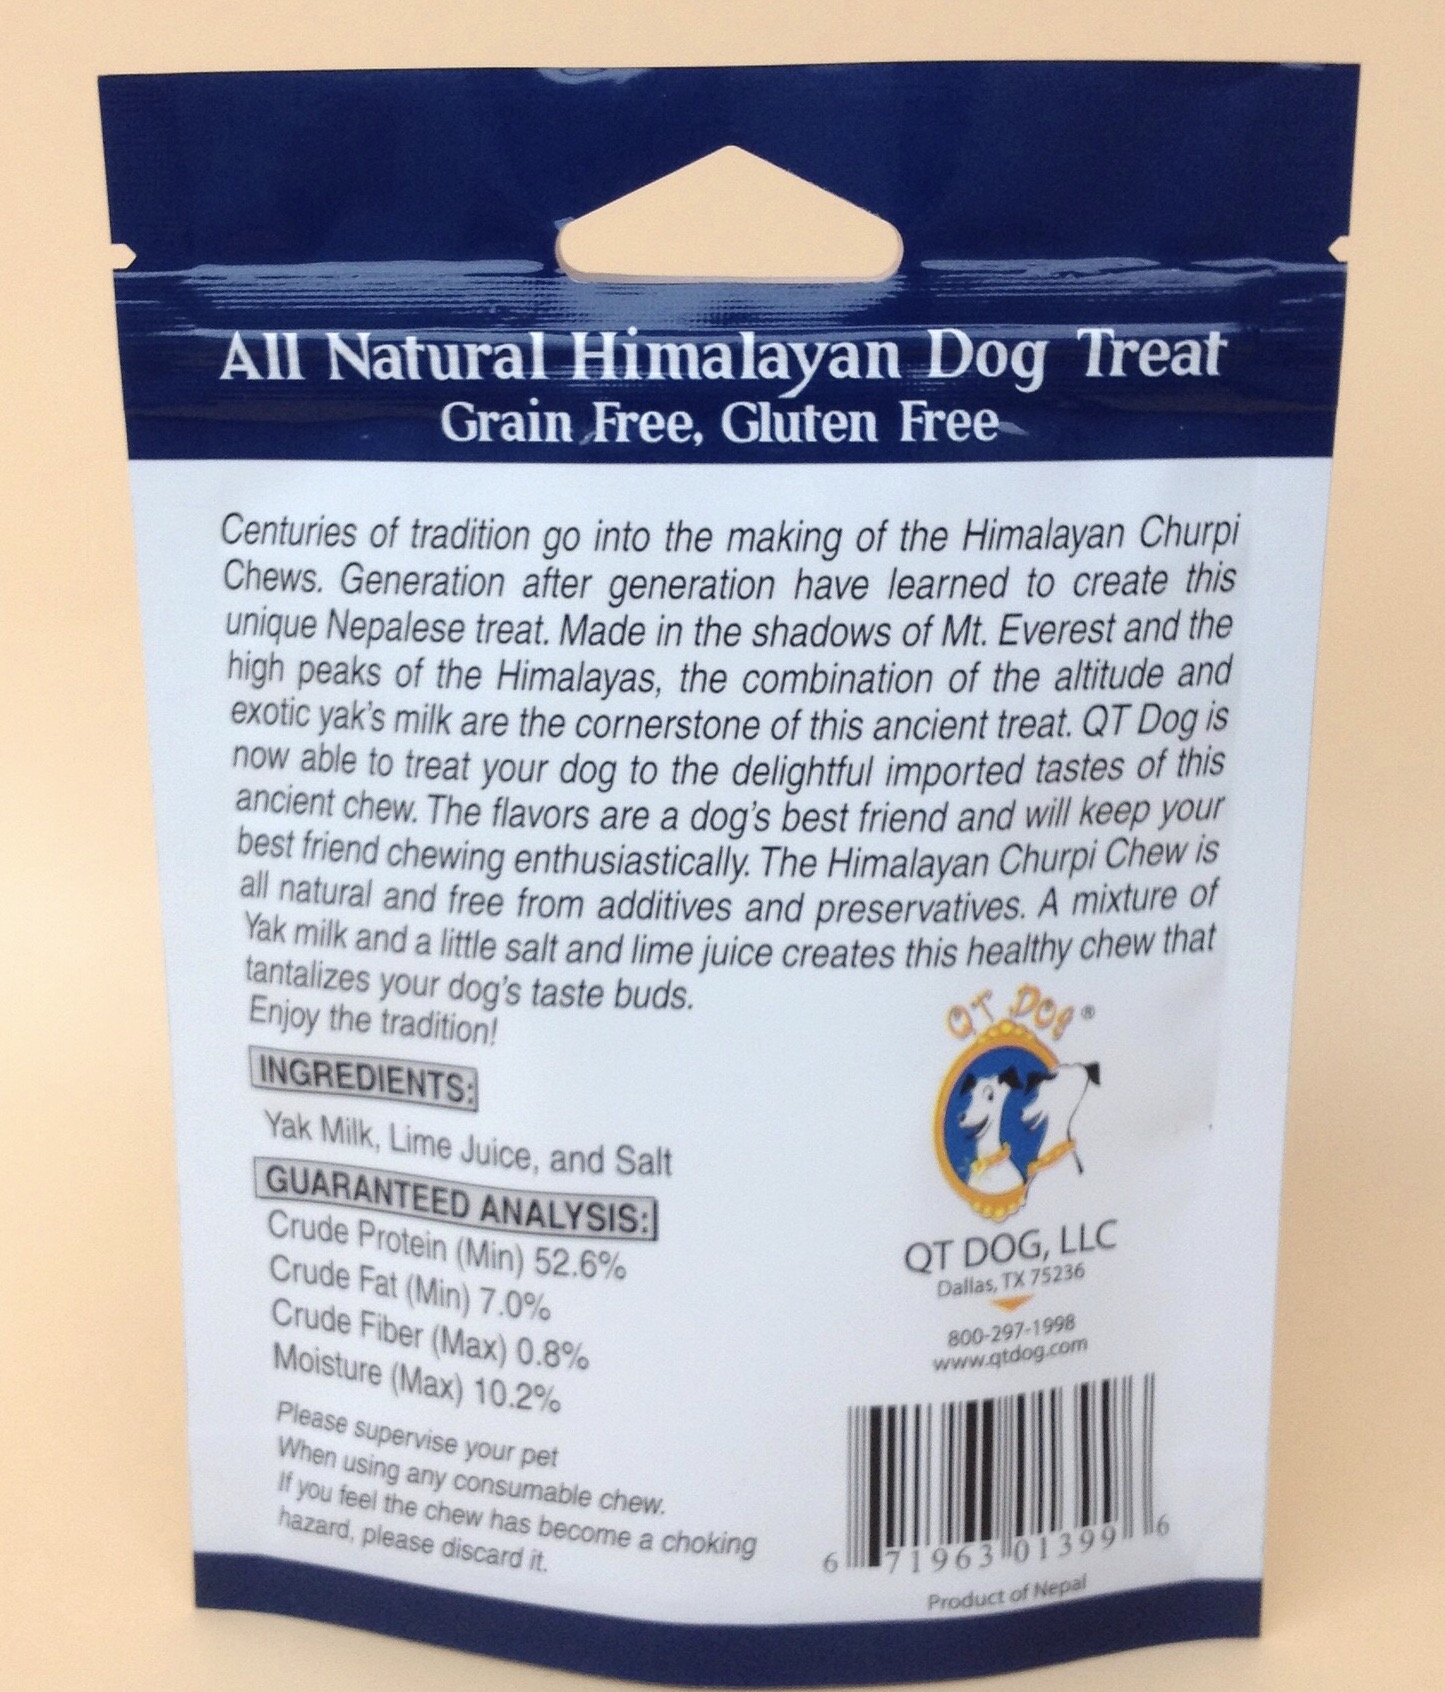 All Natural Himalayan Dog Treat
Grain Free, Gluten Free
Centuries of tradition go into the making of the Himalayan Churpi
Chews. Generation after generation have learned to create this
unique Nepalese treat. Made in the shadows of Mt. Everest and the
high peaks of the Himalayas, the combination of the altitude and
exotic yak's milk are the cornerstone of this ancient treat. QT Dog is
now able to treat your dog to the delightful imported tastes of this
ancient chew. The flavors are a dog's best friend and will keep your
best friend chewing enthusiastically. The Himalayan Churpi Chew is
all natural and free from additives and preservatives. A mixture of
Yak milk and a little salt and lime juice creates this healthy chew that
tantalizes your dog's taste buds.
Enjoy the tradition!
INGREDIENTS:
Yak Milk, Lime Juice, and Salt
GUARANTEED ANALYSIS:
Crude Protein (Min) 52.6%
Crude Fat (Min) 7.0%
Crude Fiber (Max) 0.8%
Moisture (Max) 10.2%
Please supervise your pet
When using any consumable chew.
If you feel the chew has become a choking
hazard, please discard it.
QT DOG®
QT DOG, LLC
Dallas, TX 75236
800-297-1998
www.qtdog.com
6 71963 01399 6
Product of Nepal